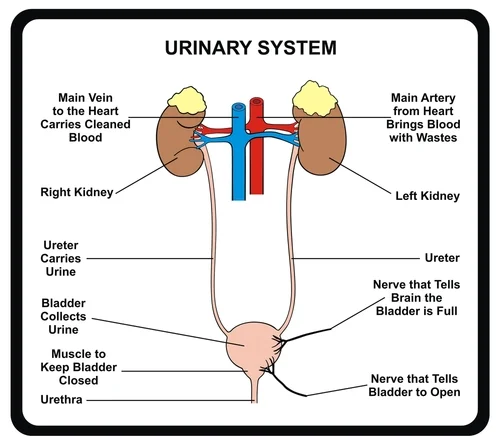 URINARY SYSTEM
Main Vein
to the Heart
Carries Cleaned
Blood
Main Artery
from Heart
Brings Blood
with Wastes
Right Kidney
Left Kidney
Ureter
Carries
Urine
Ureter
Nerve that Tells
Brain the
Bladder is Full
Bladder
Collects
Urine
Muscle to
Keep Bladder
Closed
Nerve that Tells
Bladder to Open
Urethra